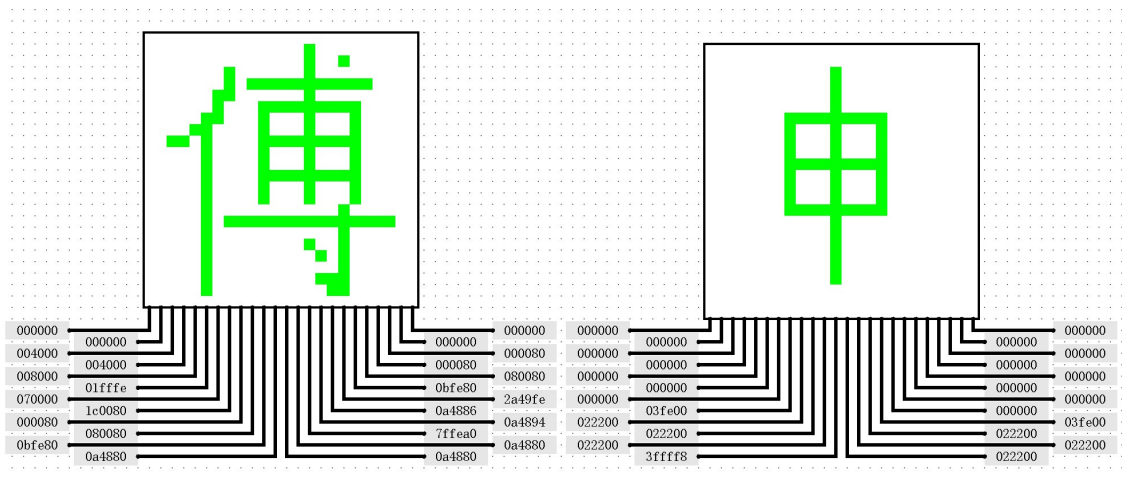 傅 申
000000 000000 000000 000000
000000 000000 000000 000000
004000 000080 000000 000000
004000 000080 000000 000000
008000 080080 000000 000000
01fffe 0bfe80 000000 000000
070000 2a49fe 000000 000000
1c0080 0a4886 03fe00 000000
000080 0a4894 022200 03fe00
080080 7ffea0 022200 022200
0bfe80 0a4880 022200 022200
0a4880 0a4880 3ffff8 022200